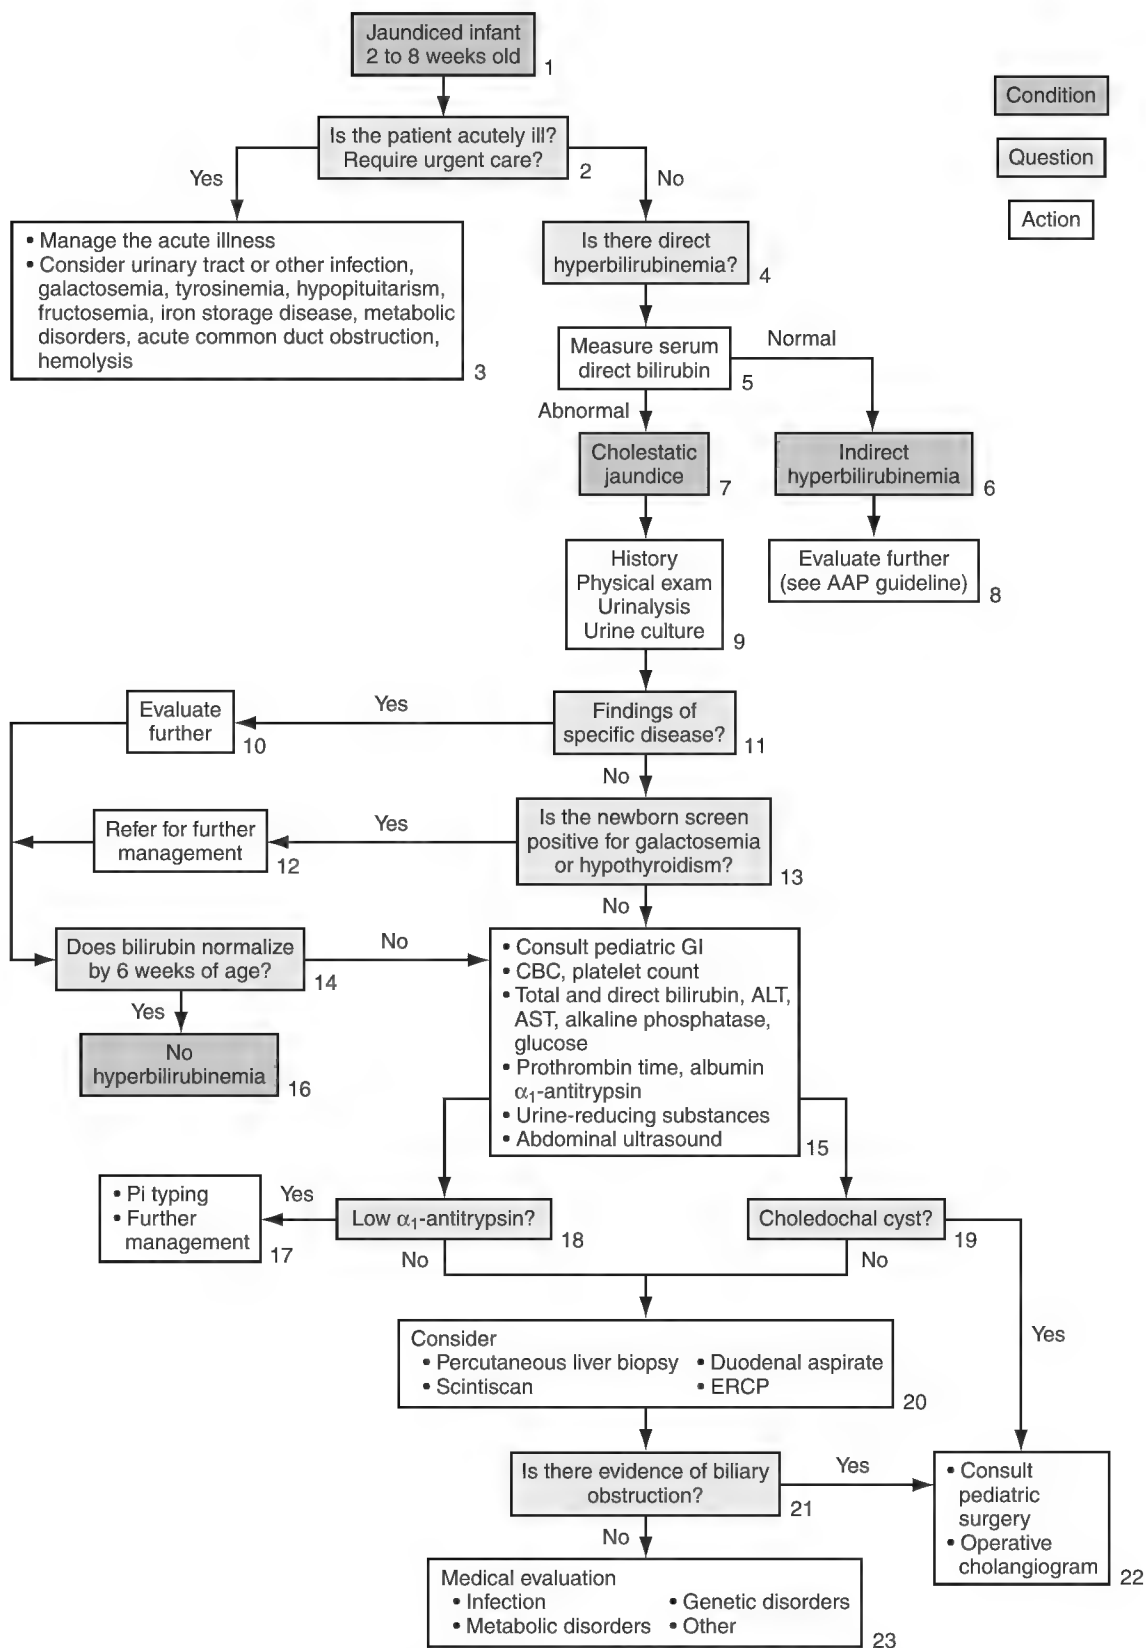 Jaundiced infant
2 to 8 weeks old
1
Condition
Question
Action
Is the patient acutely ill?
Require urgent care?
2
Yes
No
• Manage the acute illness
• Consider urinary tract or other infection,
galactosemia, tyrosinemia, hypopituitarism,
fructosemia, iron storage disease, metabolic
disorders, acute common duct obstruction,
hemolysis
3
Is there direct
hyperbilirubinemia?
4
Measure serum
direct bilirubin
5
Normal
Abnormal
Cholestatic
jaundice
7
Indirect
hyperbilirubinemia
6
History
Physical exam
Urinalysis
Urine culture
9
Evaluate further
(see AAP guideline)
8
Evaluate
further
10
Yes
Findings of
specific disease?
11
No
Refer for further
management
12
Yes
Is the newborn screen
positive for galactosemia
or hypothyroidism?
13
No
Does bilirubin normalize
by 6 weeks of age?
14
No
Yes
No
hyperbilirubinemia
16
• Consult pediatric GI
• CBC, platelet count
• Total and direct bilirubin, ALT,
AST, alkaline phosphatase,
glucose
• Prothrombin time, albumin
α1-antitrypsin
• Urine-reducing substances
• Abdominal ultrasound
15
• Pi typing
• Further
management
17
Yes
Low α1-antitrypsin?
18
No
Choledochal cyst?
19
No
Yes
Consider
• Percutaneous liver biopsy
• Duodenal aspirate
• Scintiscan
• ERCP
20
Is there evidence of biliary
obstruction?
21
Yes
No
• Consult
pediatric
surgery
• Operative
cholangiogram
22
Medical evaluation
• Infection
• Genetic disorders
• Metabolic disorders
• Other
23